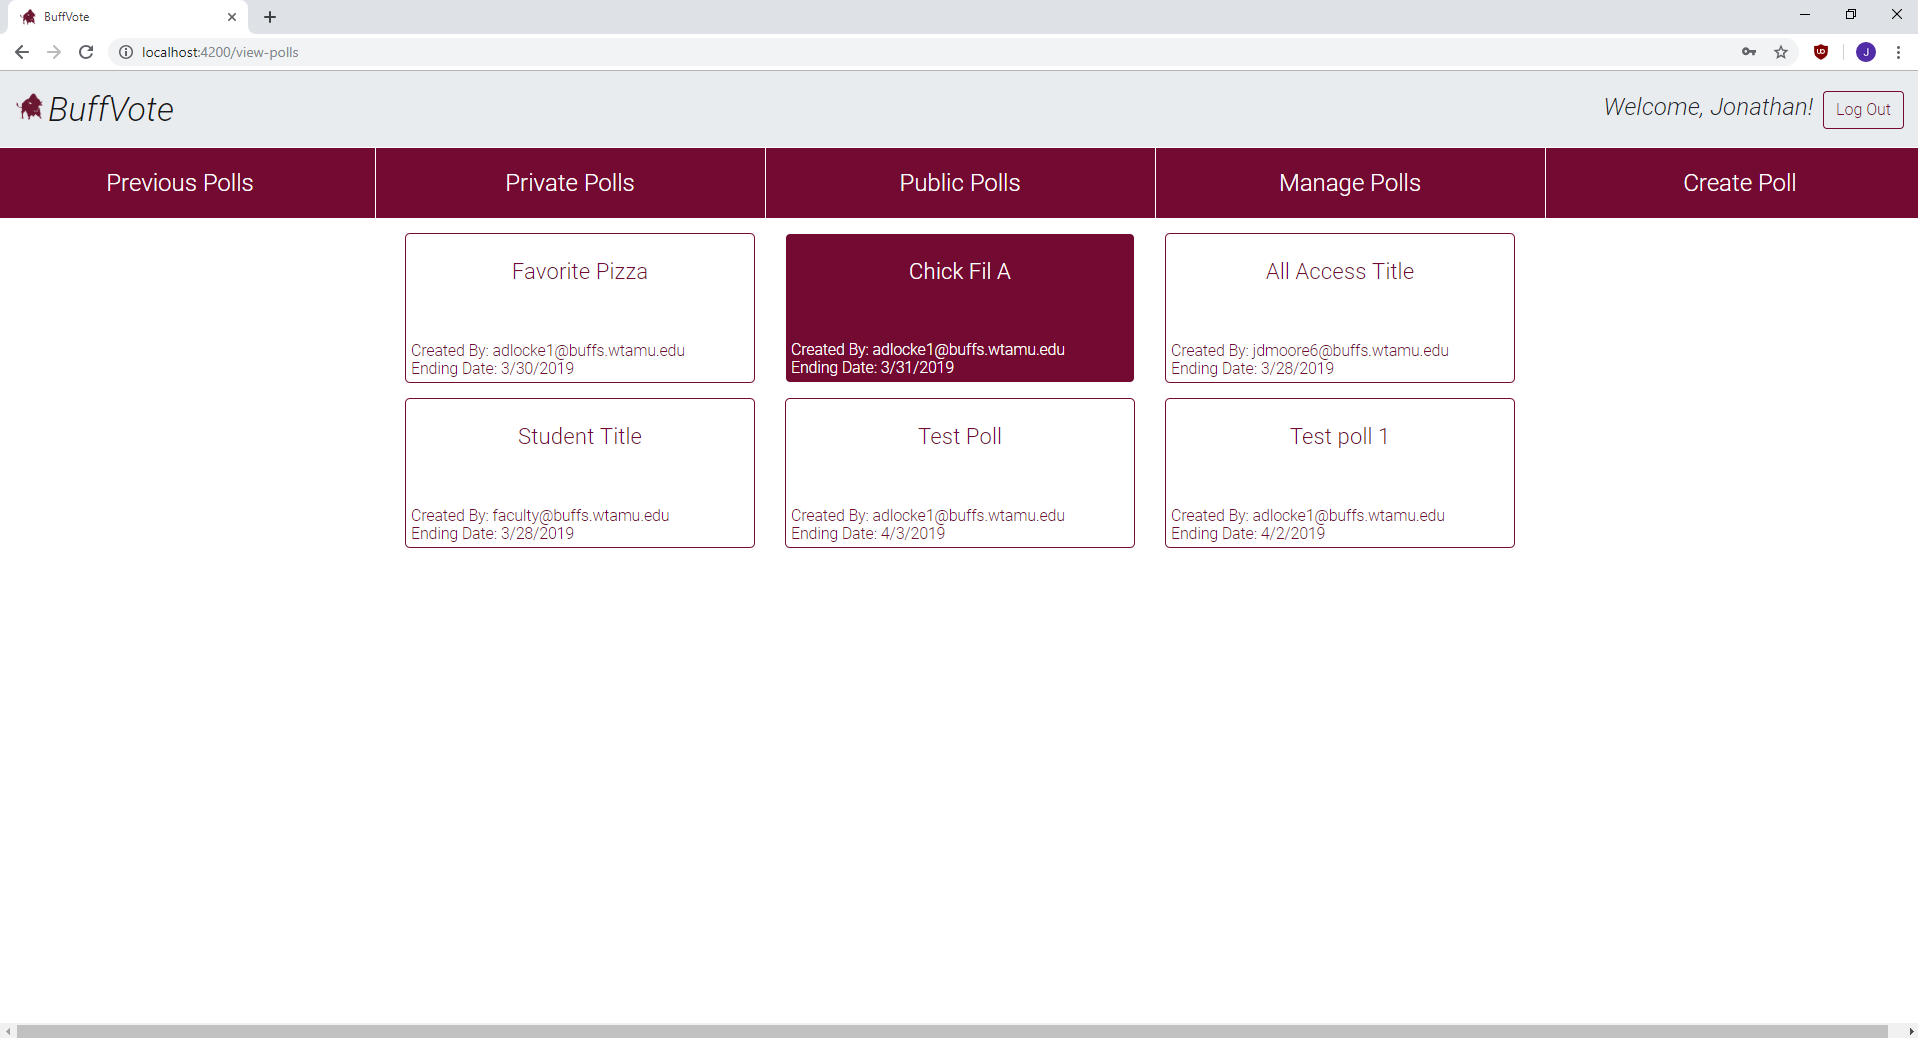 BuffVote
localhost:4200/view-polls
J
BuffVote
Welcome, Jonathan!
Log Out
Previous Polls
Private Polls
Public Polls
Manage Polls
Create Poll
Favorite Pizza
Created By: adlocke1@buffs.wtamu.edu
Ending Date: 3/30/2019
Chick Fil A
Created By: adlocke1@buffs.wtamu.edu
Ending Date: 3/31/2019
All Access Title
Created By: jdmoore6@buffs.wtamu.edu
Ending Date: 3/28/2019
Student Title
Created By: faculty@buffs.wtamu.edu
Ending Date: 3/28/2019
Test Poll
Created By: adlocke1@buffs.wtamu.edu
Ending Date: 4/3/2019
Test poll 1
Created By: adlocke1@buffs.wtamu.edu
Ending Date: 4/2/2019